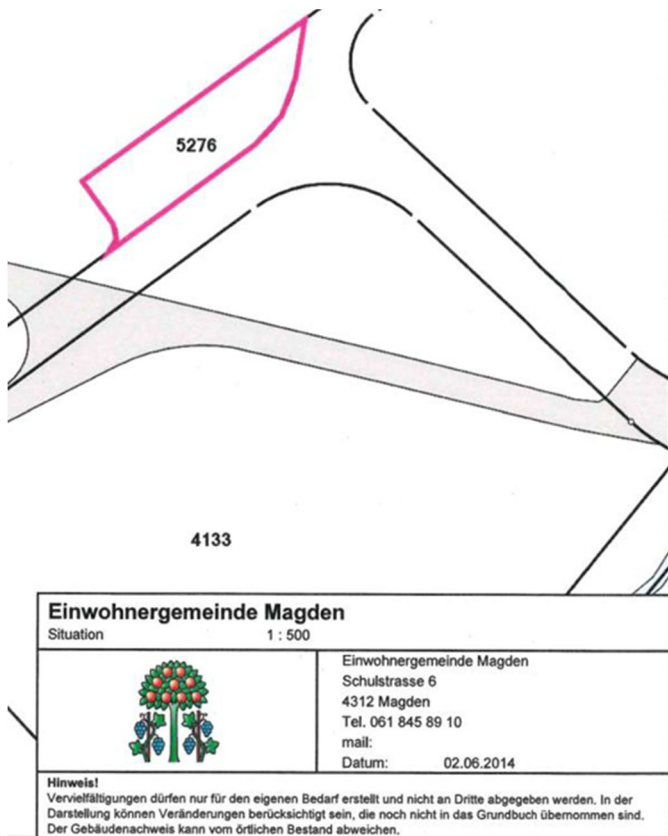 5276
4133
Einwohnergemeinde Magden
Situation 1 : 500
Einwohnergemeinde Magden
Schulstrasse 6
4312 Magden
Tel. 061 845 89 10
mail:
Datum: 02.06.2014
Hinweis!
Vervielfältigungen dürfen nur für den eigenen Bedarf erstellt und nicht an Dritte abgegeben werden. In der
Darstellung können Veränderungen berücksichtigt sein, die noch nicht in das Grundbuch übernommen sind.
Der Gebäudenachweis kann vom örtlichen Bestand abweichen.